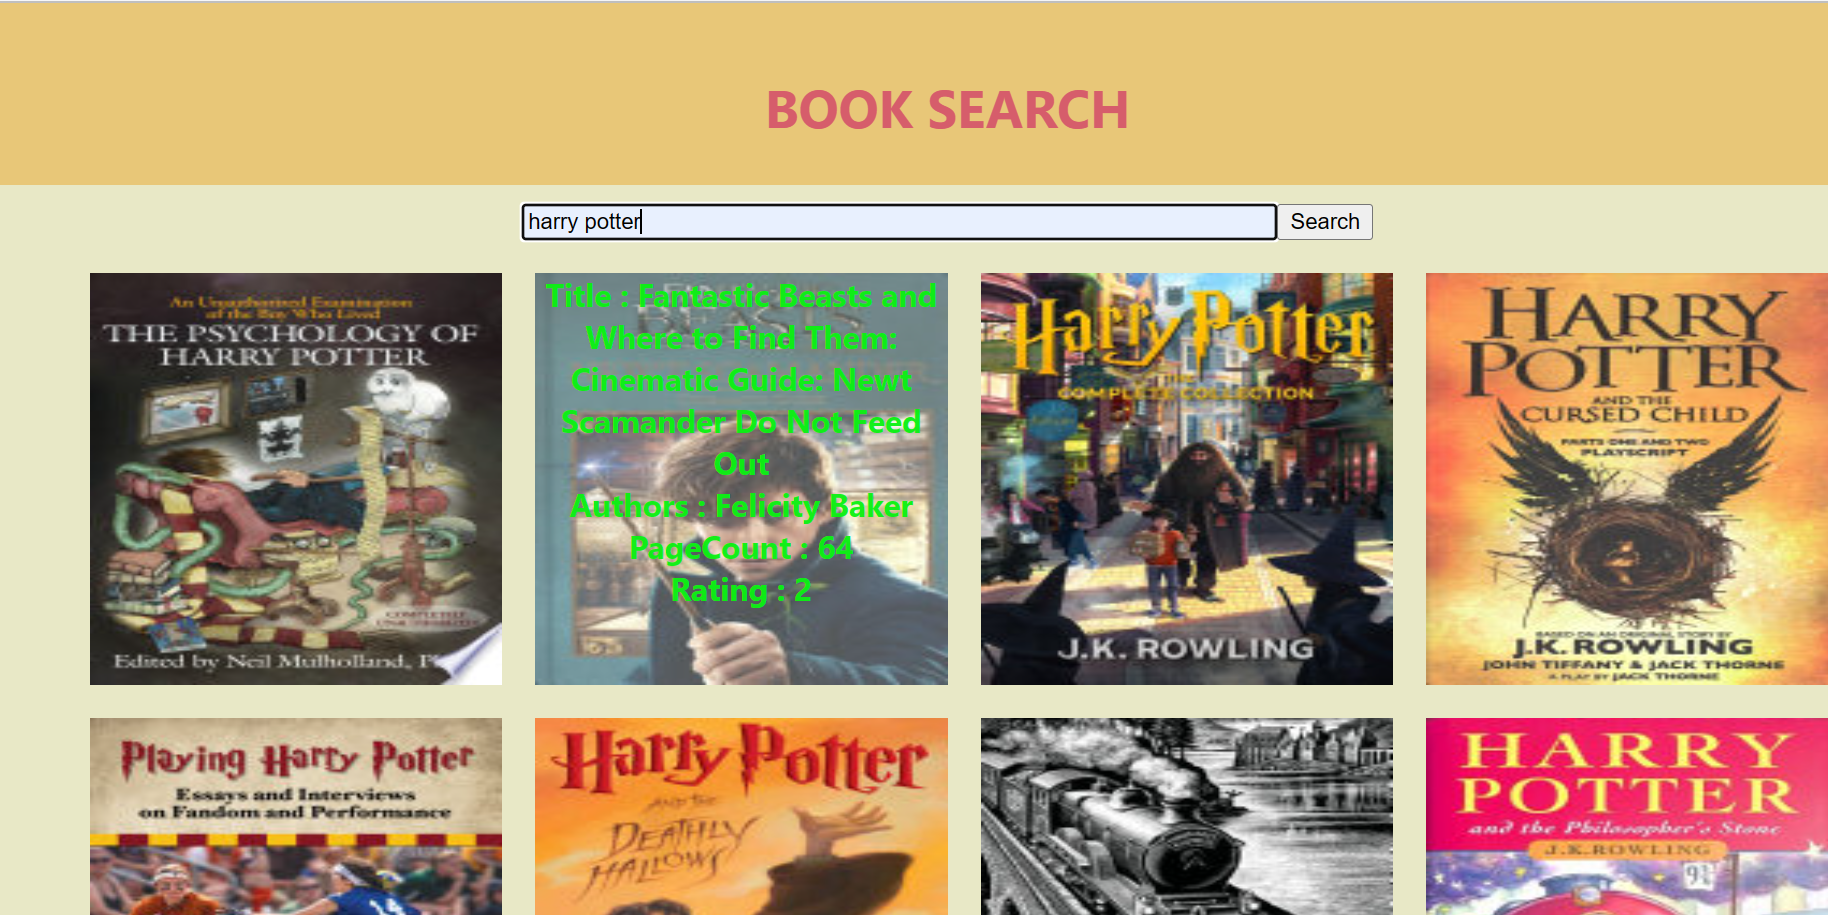 BOOK SEARCH
harry potter
Search
An Unauthorized Examination
of the Boy Who Lived
THE PSYCHOLOGY OF
HARRY POTTER
Edited by Neil Mulholland,
Title : Fantastic Beasts and
Where to Find Them:
Cinematic Guide: Newt
Scamander Do Not Feed
Out
Authors : Felicity Baker
PageCount : 64
Rating : 2
Harry Potter
COMPLETE COLLECTION
J.K. ROWLING
HARRY
POTTER
AND THE
CURSED CHILD
PARTS ONE AND TWO
PLAYSCRIPT
BASED ON AN ORIGINAL STORY BY
J.K.ROWLING
JOHN TIFFANY & JACK THORNE
A PLAY BY JACK THORNE
Playing Harry Potter
Essays and Interviews
on Fandom and Performance
Harry Potter
AND THE
DEATHLY
HALLOWS
HARRY
POTTER
and the Philosopher's Stone
J.K.ROWLING